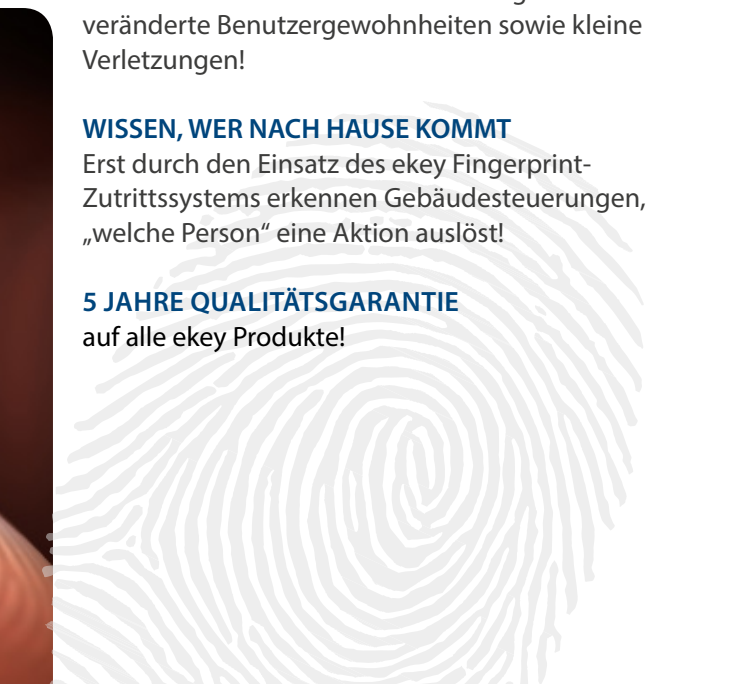 veränderte Benutzergewohnheiten sowie kleine
Verletzungen!
WISSEN, WER NACH HAUSE KOMMT
Erst durch den Einsatz des ekey Fingerprint-
Zutrittssystems erkennen Gebäudesteuerungen,
„welche Person“ eine Aktion auslöst!
5 JAHRE QUALITÄTSGARANTIE
auf alle ekey Produkte!